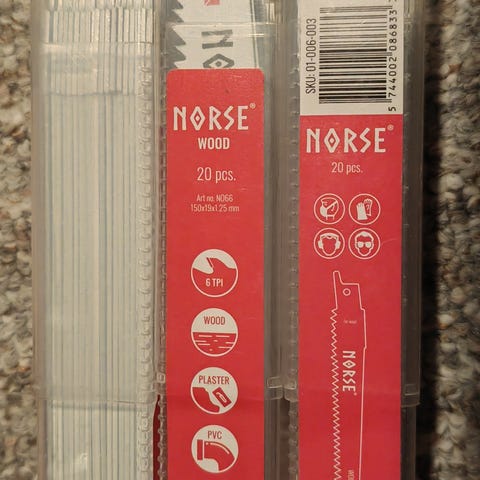 NORSE®
WOOD
20 pcs.
Art no. NO66
150x19x1.25 mm
6 TPI
WOOD
PLASTER
PVC
SKU: 01-006-003
5 744002 086833
NORSE®
20 pcs.
NORSE